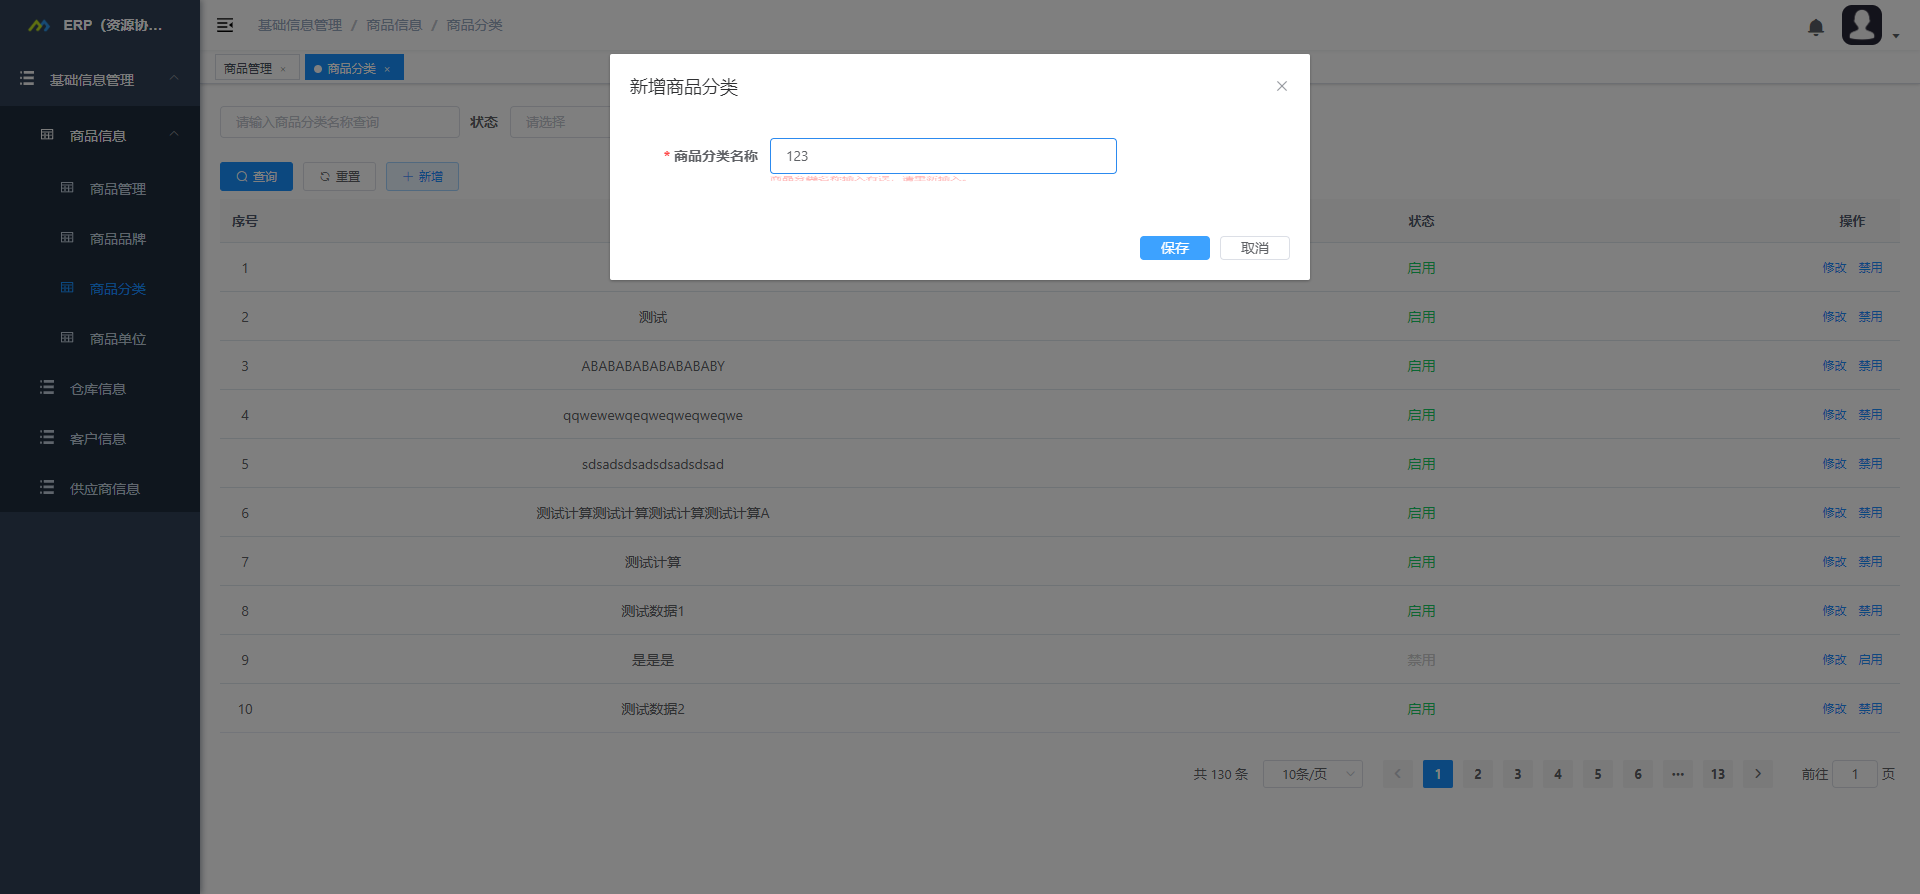 ERP（资源协...
基础信息管理
商品信息
商品管理
商品品牌
商品分类
商品单位
仓库信息
客户信息
供应商信息
基础信息管理 / 商品信息 / 商品分类
商品管理 ×
商品分类 ×
请输入商品分类名称查询 状态 请选择
查询 重置 + 新增
新增商品分类
* 商品分类名称 123
保存 取消
序号 状态 操作
1 启用 修改 禁用
2 测试 启用 修改 禁用
3 ABABABABABABABABY 启用 修改 禁用
4 qqwewewqeqweqweqweqwe 启用 修改 禁用
5 sdsadsdsadsdsadsdsad 启用 修改 禁用
6 测试计算测试计算测试计算测试计算A 启用 修改 禁用
7 测试计算 启用 修改 禁用
8 测试数据1 启用 修改 禁用
9 是是是 禁用 修改 启用
10 测试数据2 启用 修改 禁用
共 130 条 10条/页 1 2 3 4 5 6 ... 13 前往 1 页